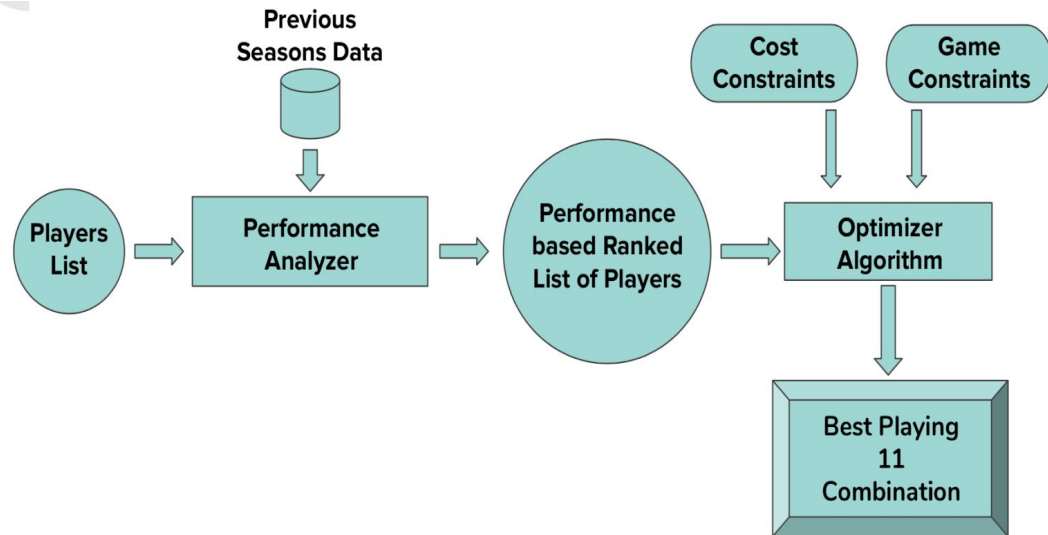 Previous
Seasons Data
Cost
Constraints
Game
Constraints
Players
List
Performance
Analyzer
Performance
based Ranked
List of Players
Optimizer
Algorithm
Best Playing
11
Combination